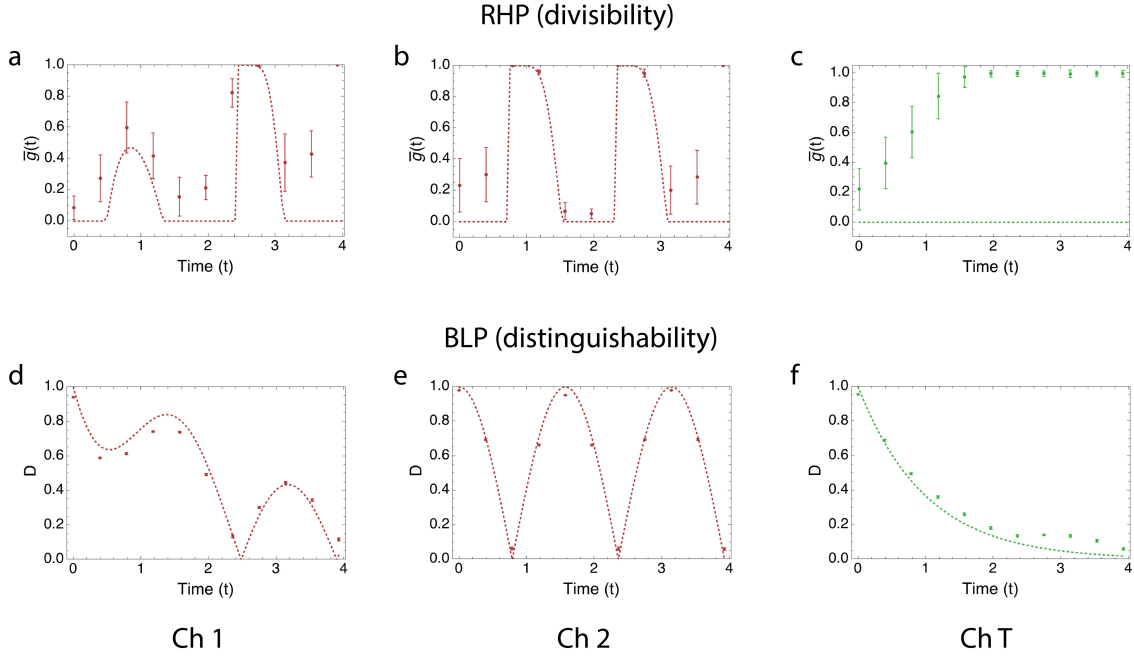 RHP (divisibility)
a
b
c
1.0
0.8
0.6
0.4
0.2
0.0
g̅(t)
0 1 2 3 4
Time (t)
1.0
0.8
0.6
0.4
0.2
0.0
g̅(t)
0 1 2 3 4
Time (t)
1.0
0.8
0.6
0.4
0.2
0.0
g̅(t)
0 1 2 3 4
Time (t)
BLP (distinguishability)
d
e
f
1.0
0.8
0.6
0.4
0.2
0.0
D
0 1 2 3 4
Time (t)
1.0
0.8
0.6
0.4
0.2
0.0
D
0 1 2 3 4
Time (t)
1.0
0.8
0.6
0.4
0.2
0.0
D
0 1 2 3 4
Time (t)
Ch 1
Ch 2
Ch T